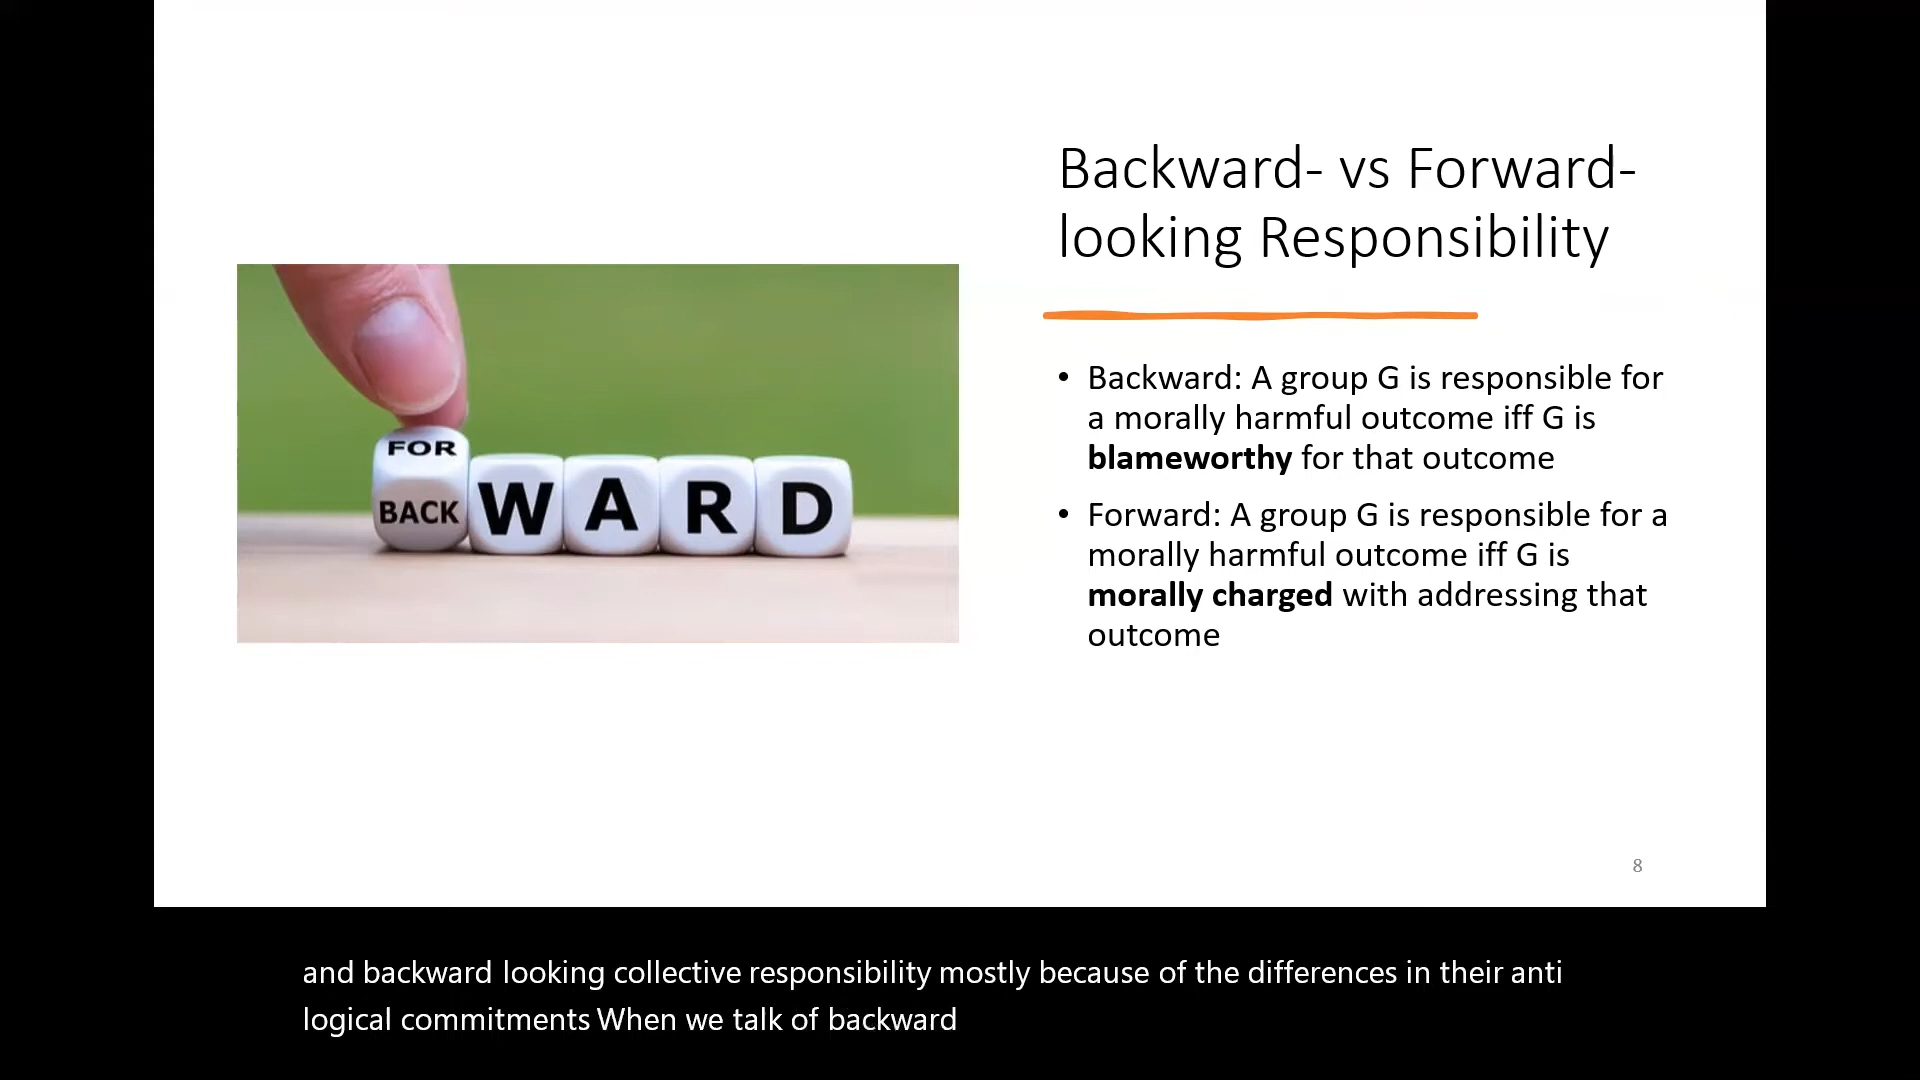 Backward- vs Forward-
looking Responsibility
FOR
BACK WARD
• Backward: A group G is responsible for
a morally harmful outcome iff G is
blameworthy for that outcome
• Forward: A group G is responsible for a
morally harmful outcome iff G is
morally charged with addressing that
outcome
8
and backward looking collective responsibility mostly because of the differences in their anti
logical commitments When we talk of backward